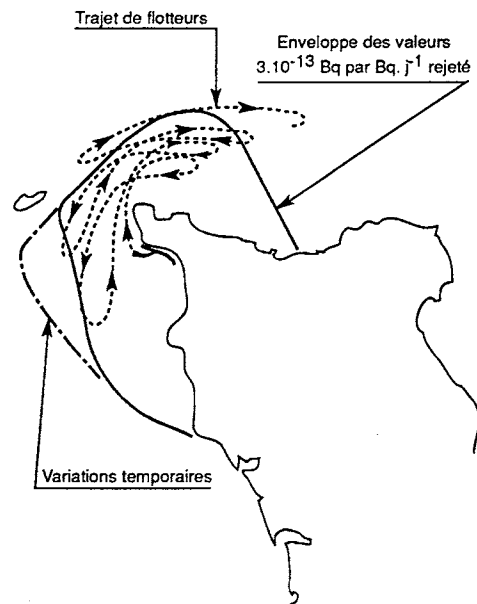 Trajet de flotteurs
Enveloppe des valeurs
3.10⁻¹³ Bq par Bq. j⁻¹ rejeté
Variations temporaires